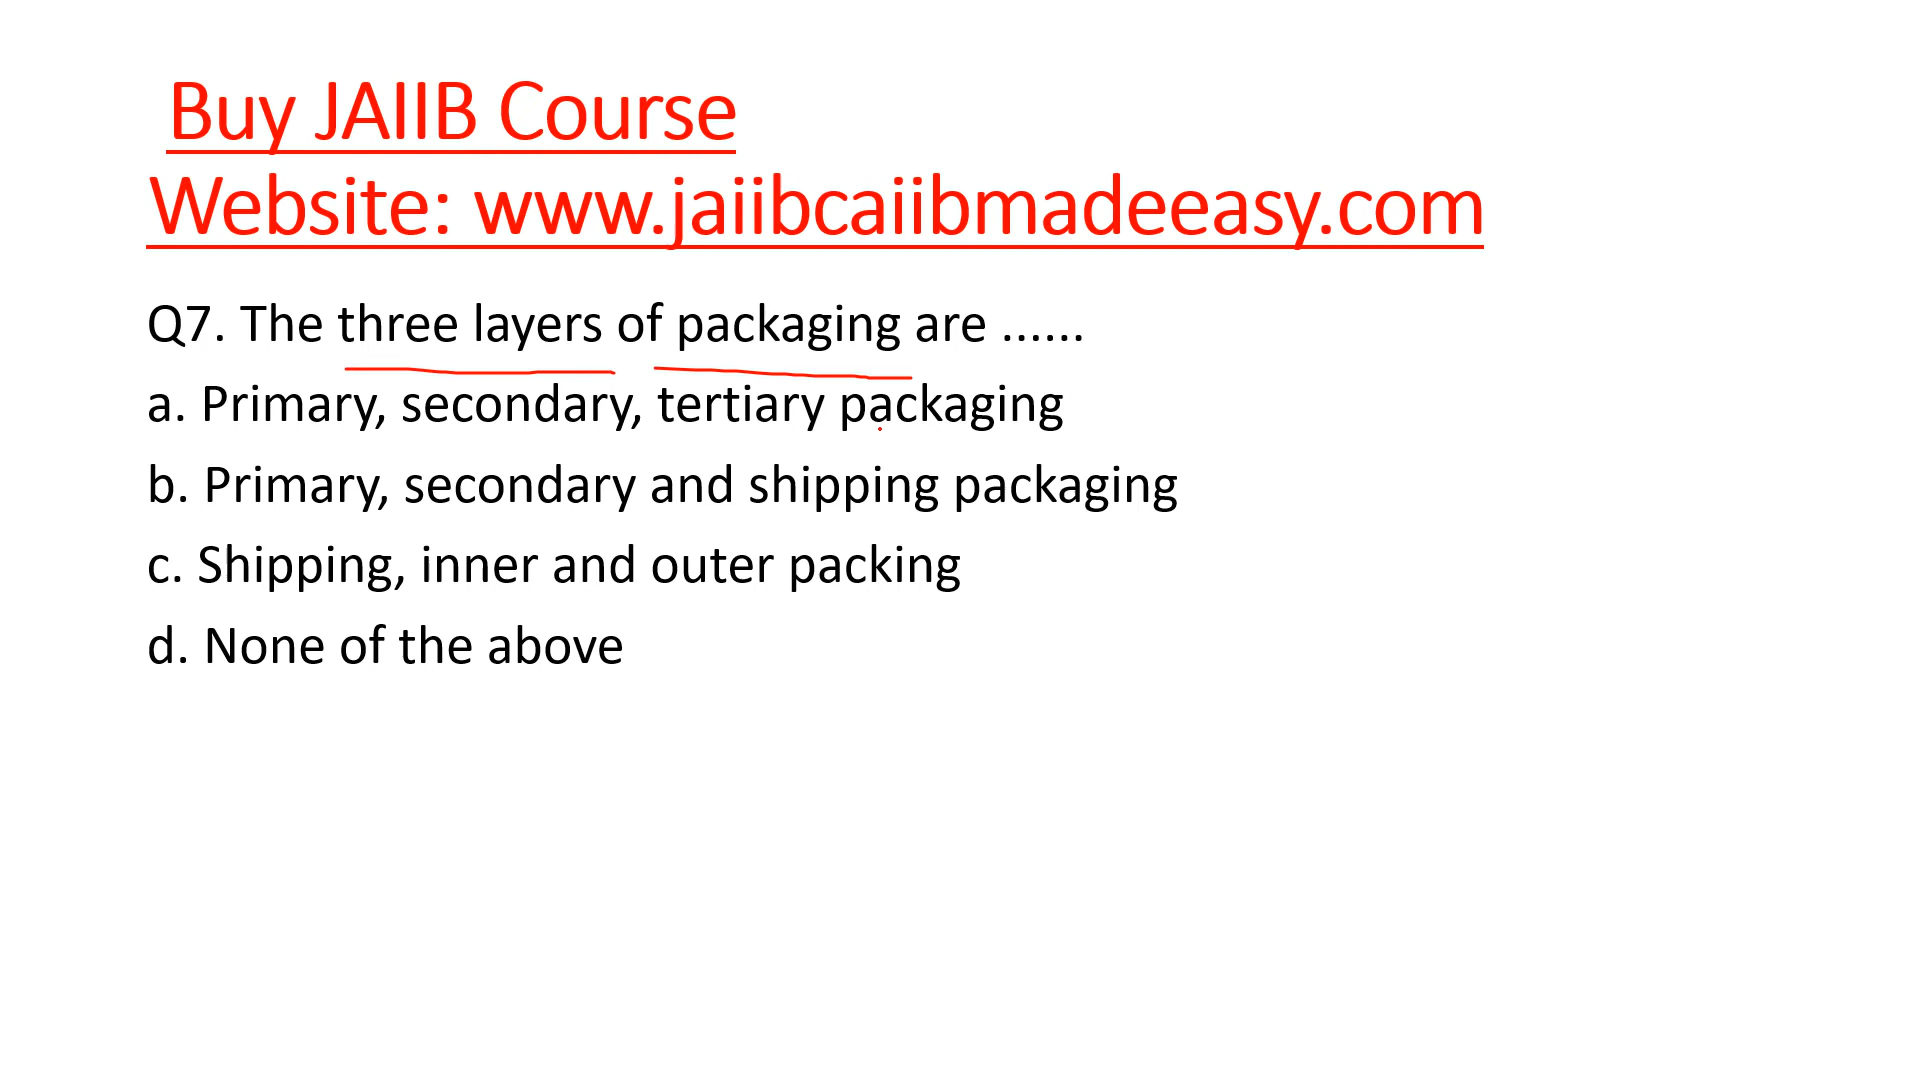 Buy JAIIB Course
Website: www.jaiibcaiibmadeeasy.com
Q7. The three layers of packaging are ......
a. Primary, secondary, tertiary packaging
b. Primary, secondary and shipping packaging
c. Shipping, inner and outer packing
d. None of the above